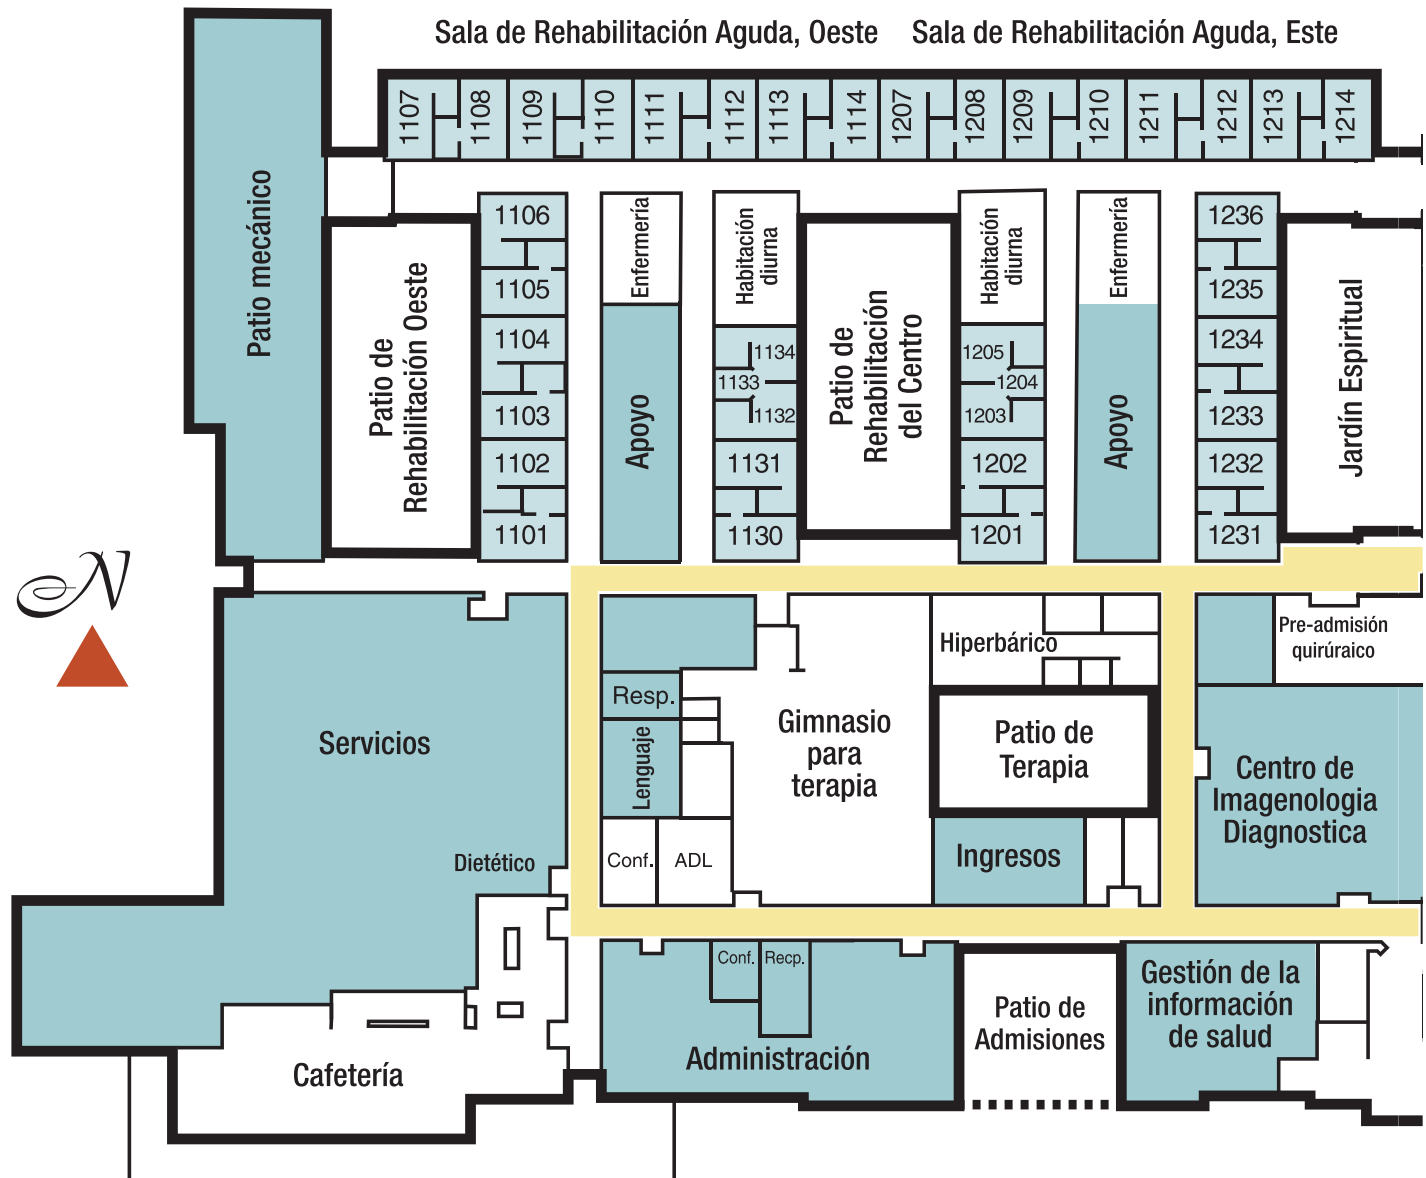 Sala de Rehabilitación Aguda, Oeste
Sala de Rehabilitación Aguda, Este
1107
1108
1109
1110
1111
1112
1113
1114
1207
1208
1209
1210
1211
1212
1213
1214
Patio mecánico
Patio de
Rehabilitación Oeste
1106
1105
1104
1103
1102
1101
Enfermería
Apoyo
Habitación
diurna
1134
1133
1132
1131
1130
Patio de
Rehabilitación
del Centro
Habitación
diurna
1205
1204
1203
1202
1201
Enfermería
Apoyo
1236
1235
1234
1233
1232
1231
Jardín Espiritual
N
Servicios
Dietético
Cafetería
Resp.
Lenguaje
Conf.
ADL
Gimnasio
para
terapia
Hiperbárico
Patio de
Terapia
Ingresos
Pre-admisión
quirúraico
Centro de
Imagenologia
Diagnostica
Conf.
Recp.
Administración
Patio de
Admisiones
Gestión de la
información
de salud